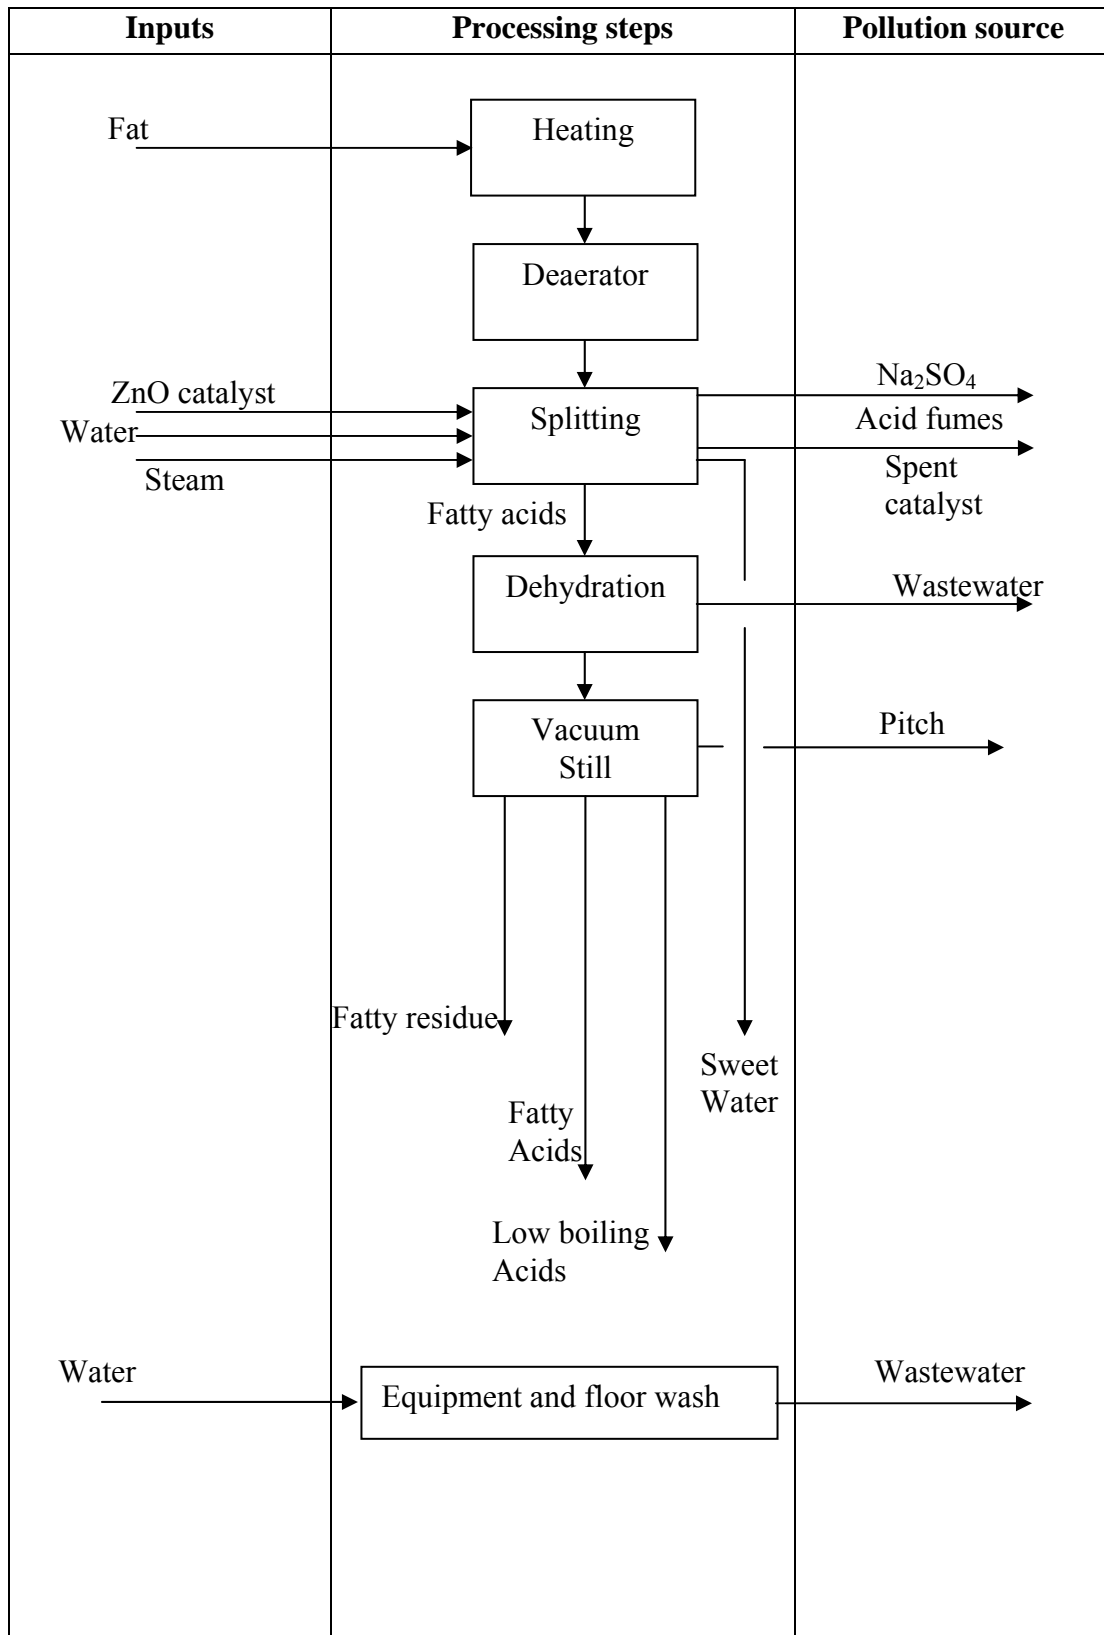 Inputs
Processing steps
Pollution source
Fat
Heating
Deaerator
ZnO catalyst
Water
Steam
Splitting
Na₂SO₄
Acid fumes
Spent
catalyst
Fatty acids
Dehydration
Wastewater
Vacuum
Still
Pitch
Fatty residue
Sweet
Water
Fatty
Acids
Low boiling
Acids
Water
Equipment and floor wash
Wastewater